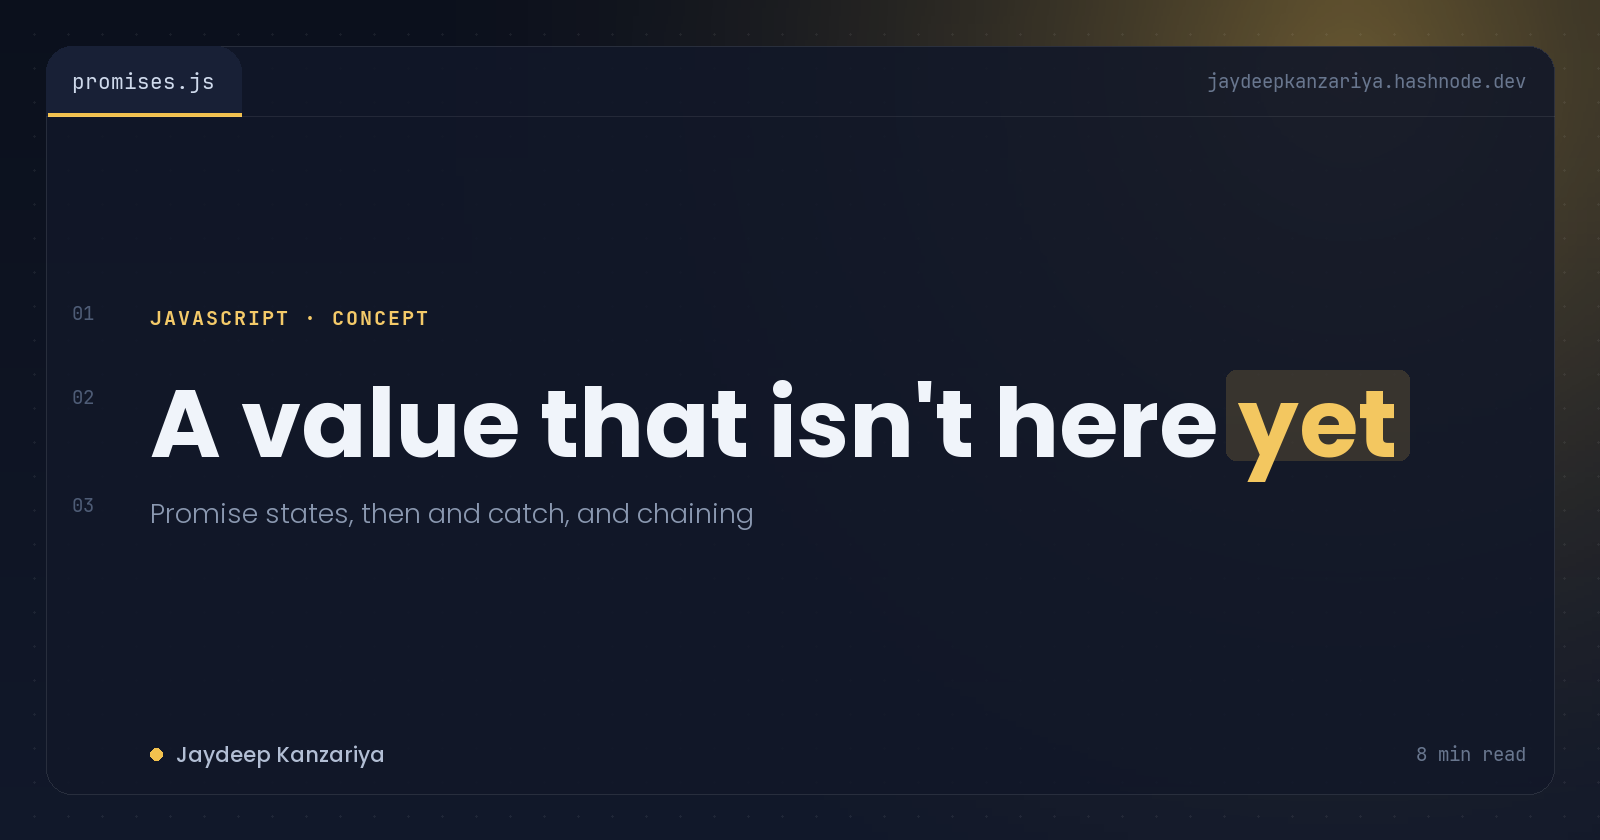 promises.js
jaydeepkanzariya.hashnode.dev
01
JAVASCRIPT · CONCEPT
02
A value that isn't here yet
03
Promise states, then and catch, and chaining
Jaydeep Kanzariya
8 min read